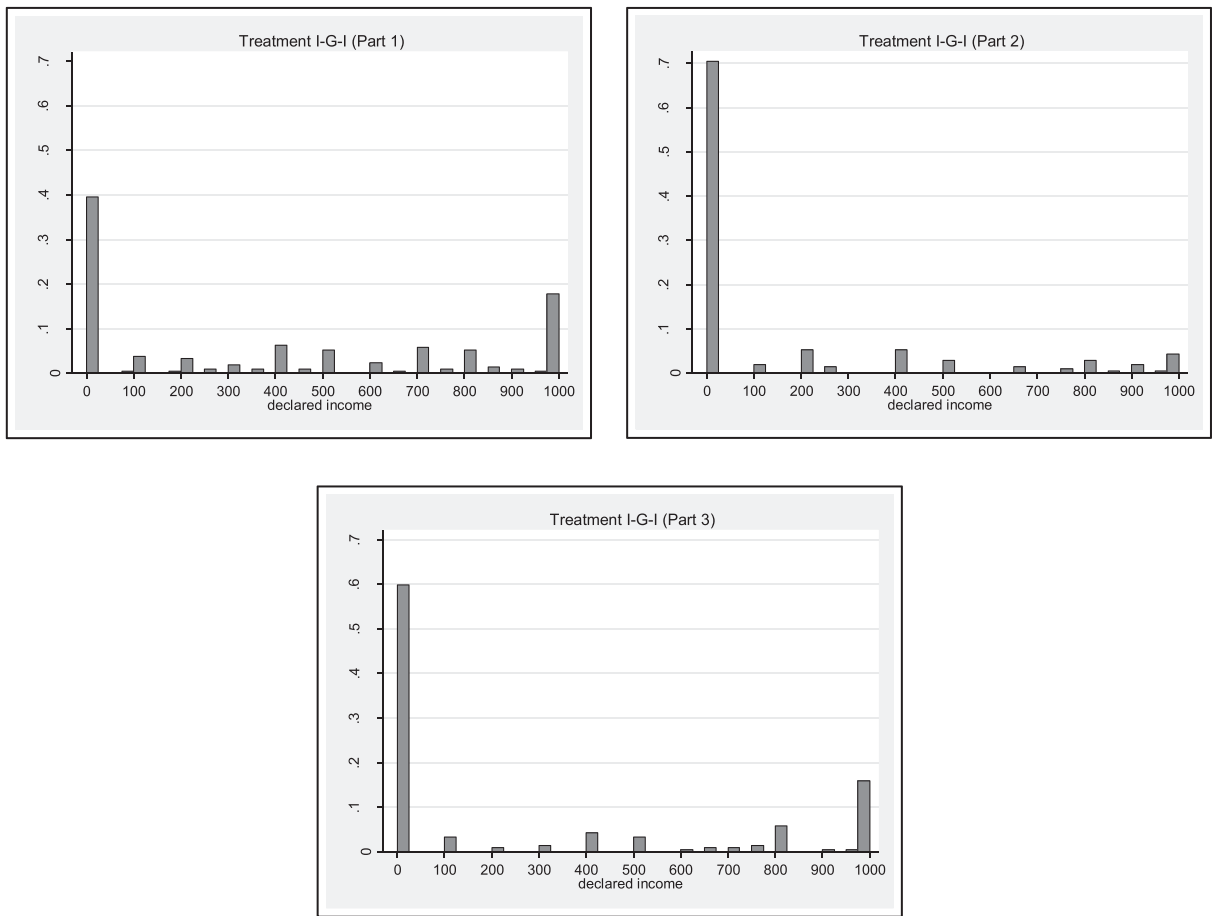 Treatment I-G-I (Part 1)
.7
.6
.5
.4
.3
.2
.1
0
0 100 200 300 400 500 600 700 800 900 1000
declared income
Treatment I-G-I (Part 2)
.7
.6
.5
.4
.3
.2
.1
0
0 100 200 300 400 500 600 700 800 900 1000
declared income
Treatment I-G-I (Part 3)
.7
.6
.5
.4
.3
.2
.1
0
0 100 200 300 400 500 600 700 800 900 1000
declared income